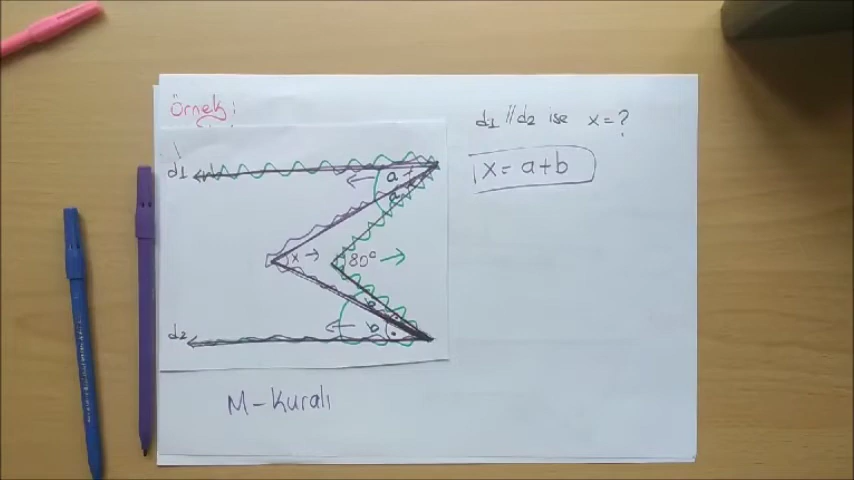 Örnek:
d1 // d2 ise x = ?
x = a+b
d1
a
a
x
80°
b
b
d2
M-Kuralı